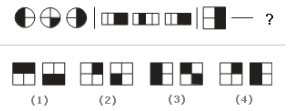 — ?
(1) (2) (3) (4)